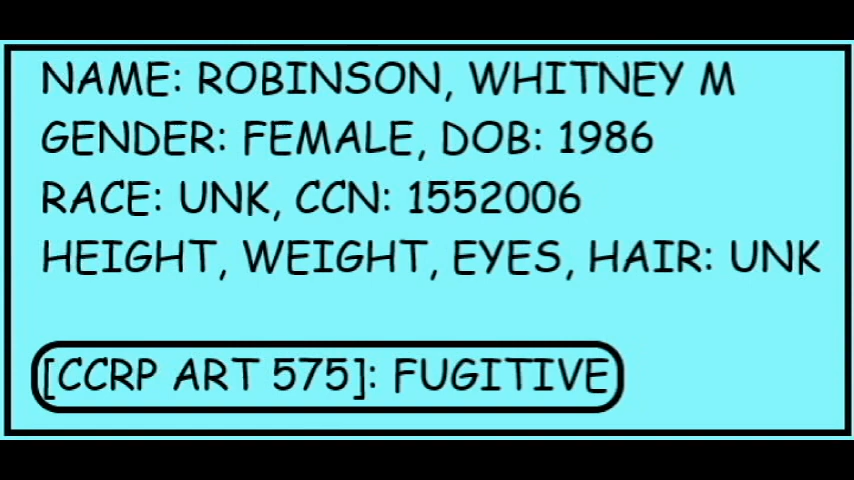 NAME: ROBINSON, WHITNEY M
GENDER: FEMALE, DOB: 1986
RACE: UNK, CCN: 1552006
HEIGHT, WEIGHT, EYES, HAIR: UNK
[CCRP ART 575]: FUGITIVE